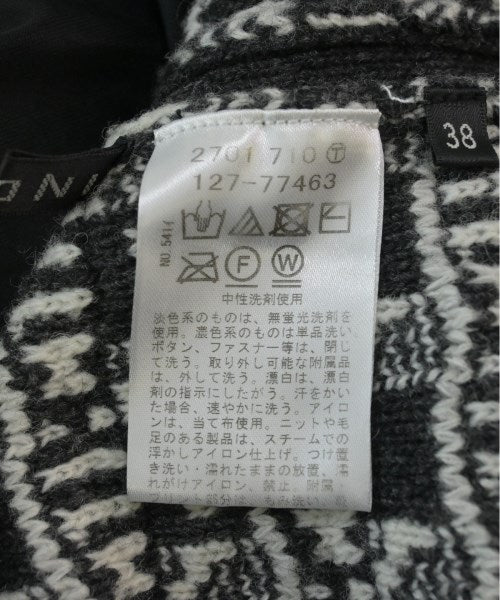 38
ONI
2701 710 Ⓣ
127-77463
NO.5414
F W
中性洗剤使用
淡色系のものは、無蛍光洗剤を
使用。濃色系のものは単品洗い
ボタン、ファスナー等は、閉じ
て洗う。取り外し可能な附属品
は、外して洗う。漂白は、漂白
剤の指示にしたがう。汗をかい
た場合、速やかに洗う。アイロ
ンは、当て布使用。ニットや毛
足のある製品は、スチームでの
浮かしアイロン仕上げ。つけ置
き洗い・濡れたままの放置、濡
れがけアイロン、禁止。附属